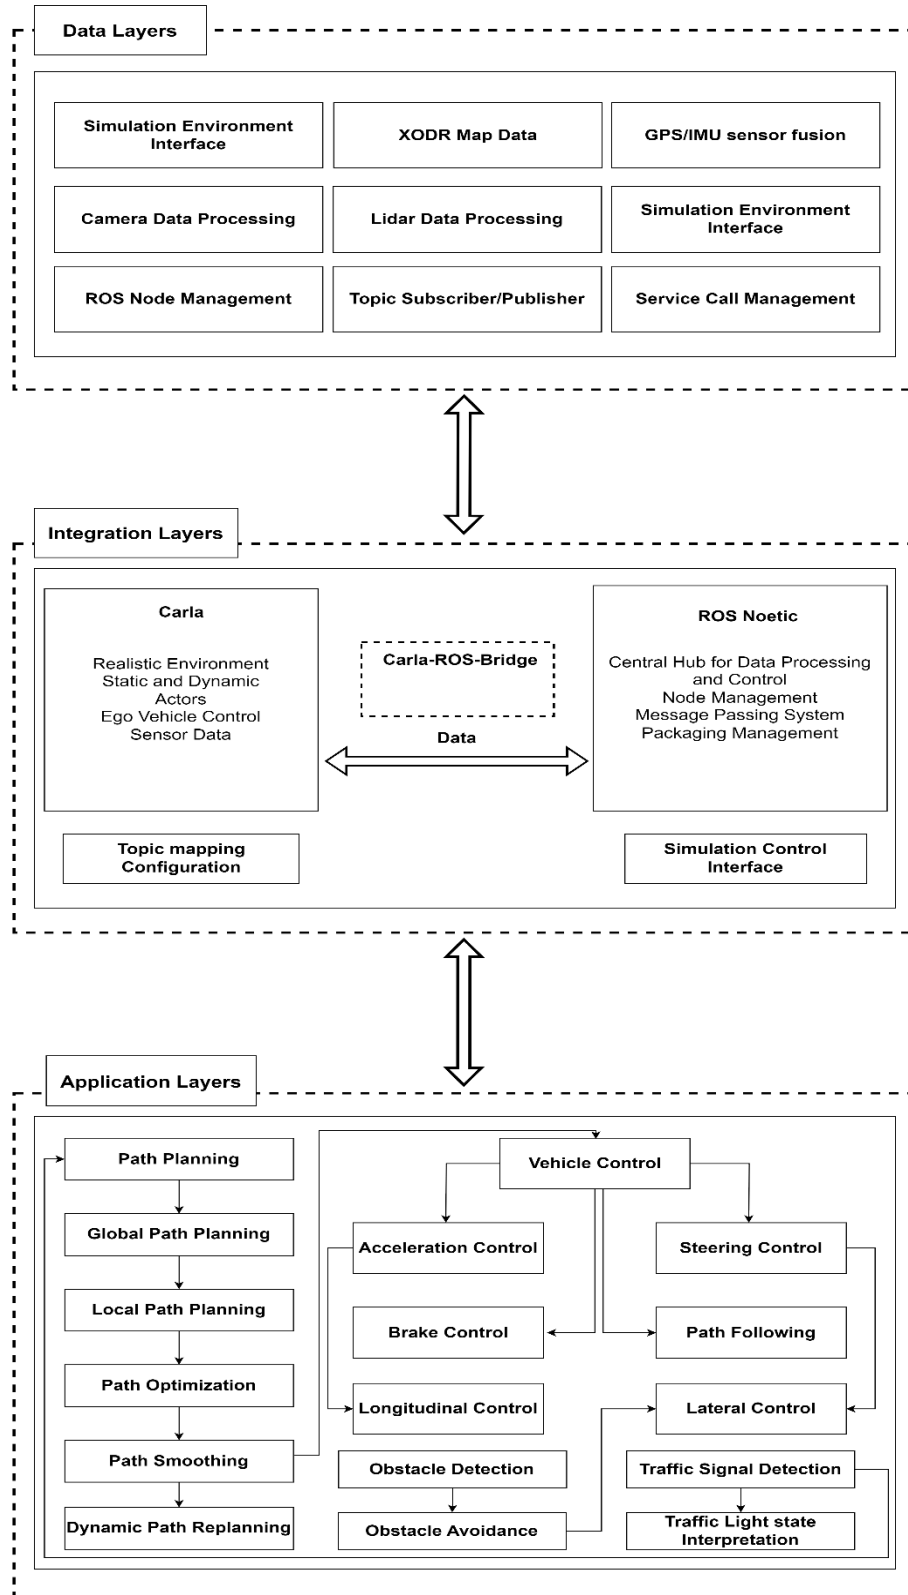 Data Layers
Simulation Environment
Interface
XODR Map Data
GPS/IMU sensor fusion
Camera Data Processing
Lidar Data Processing
Simulation Environment
Interface
ROS Node Management
Topic Subscriber/Publisher
Service Call Management
Integration Layers
Carla
Realistic Environment
Static and Dynamic
Actors
Ego Vehicle Control
Sensor Data
Carla-ROS-Bridge
Data
ROS Noetic
Central Hub for Data Processing
and Control
Node Management
Message Passing System
Packaging Management
Topic mapping
Configuration
Simulation Control
Interface
Application Layers
Path Planning
Global Path Planning
Local Path Planning
Path Optimization
Path Smoothing
Dynamic Path Replanning
Vehicle Control
Acceleration Control
Steering Control
Brake Control
Path Following
Longitudinal Control
Lateral Control
Obstacle Detection
Traffic Signal Detection
Obstacle Avoidance
Traffic Light state
Interpretation